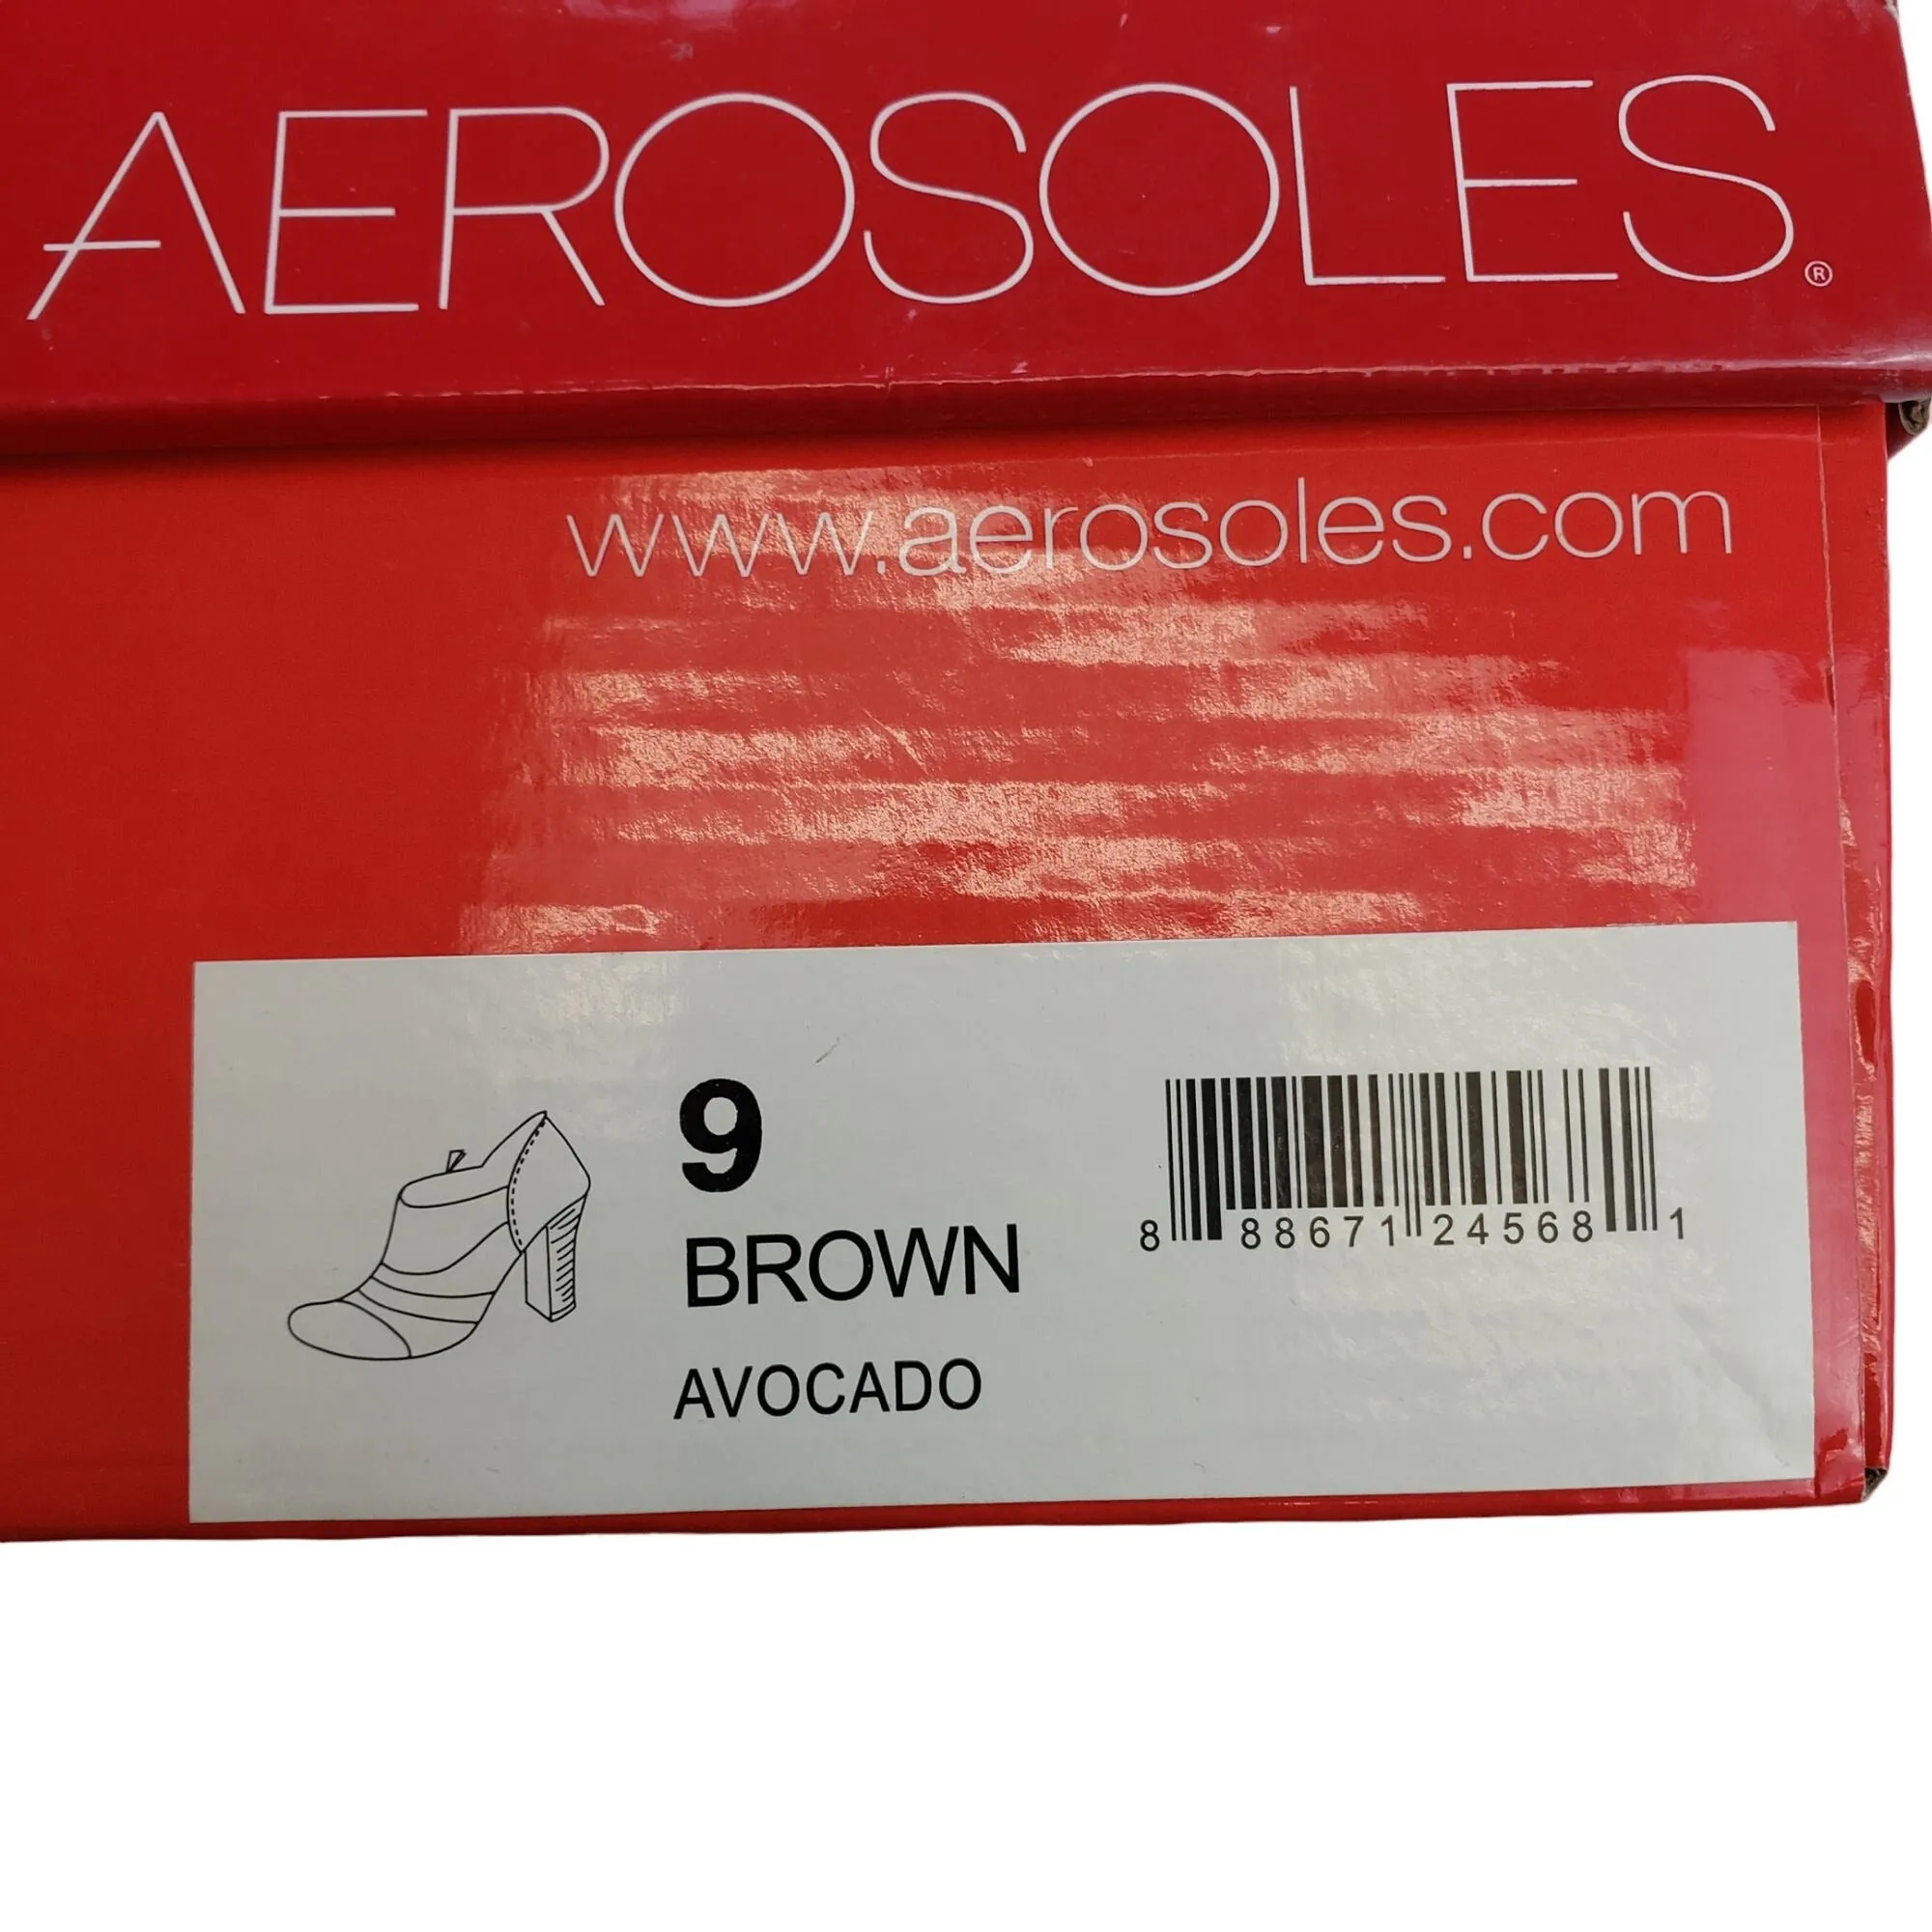 AEROSOLES®
www.aerosoles.com
9
BROWN
AVOCADO
8 88671 24568 1